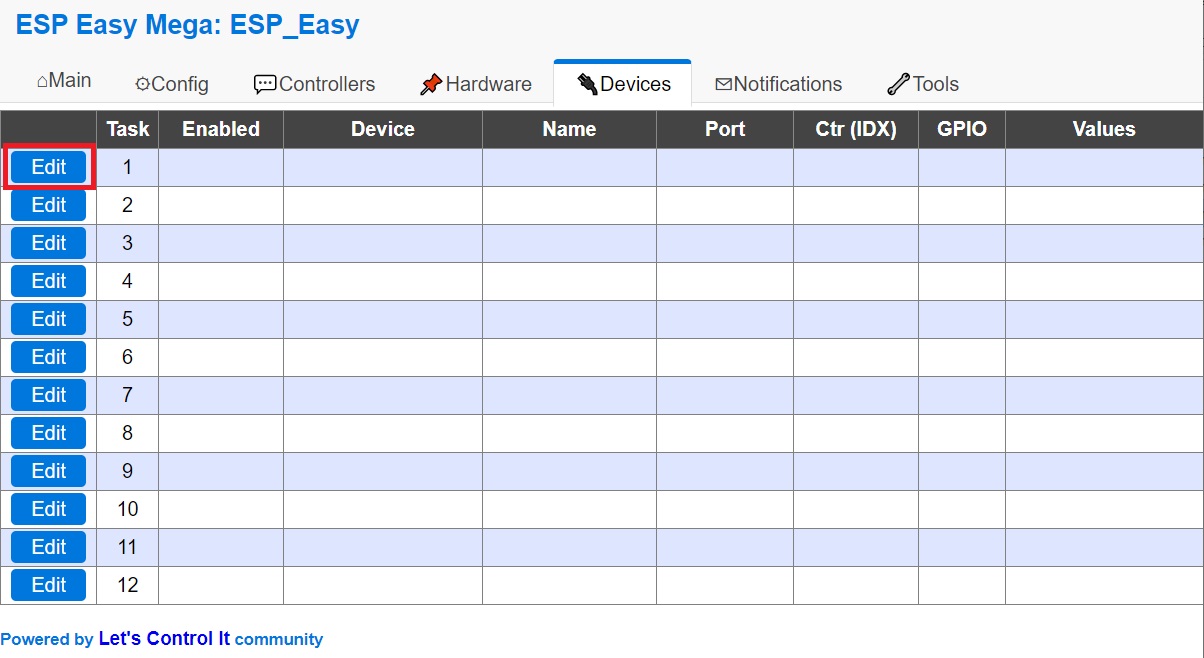 ESP Easy Mega: ESP_Easy
Main Config Controllers Hardware Devices Notifications Tools
Task Enabled Device Name Port Ctr (IDX) GPIO Values
Edit 1
Edit 2
Edit 3
Edit 4
Edit 5
Edit 6
Edit 7
Edit 8
Edit 9
Edit 10
Edit 11
Edit 12
Powered by Let's Control It community